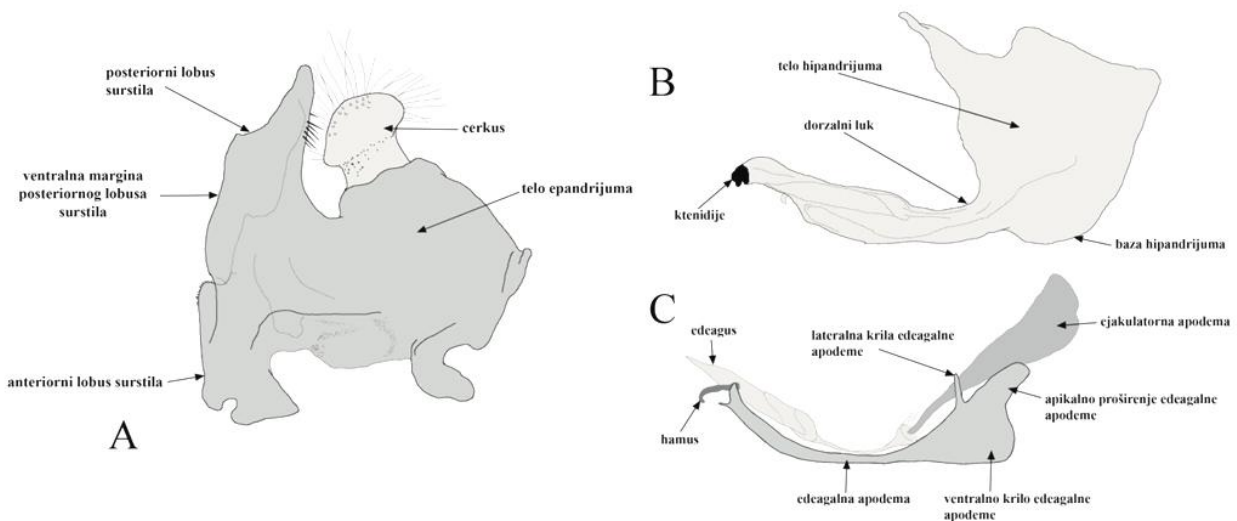 posteriorni lobus
surstila
cerkus
ventralna margina
posteriornog lobusa
surstila
telo epandrijuma
anteriorni lobus surstila
A
B
telo hipandrijuma
dorzalni luk
ktenidije
baza hipandrijuma
C
edeagus
lateralna krila edeagalne
apodeme
ejakulatorna apodema
hamus
apikalno proširenje edeagalne
apodeme
edeagalna apodema
ventralno krilo edeagalne
apodeme